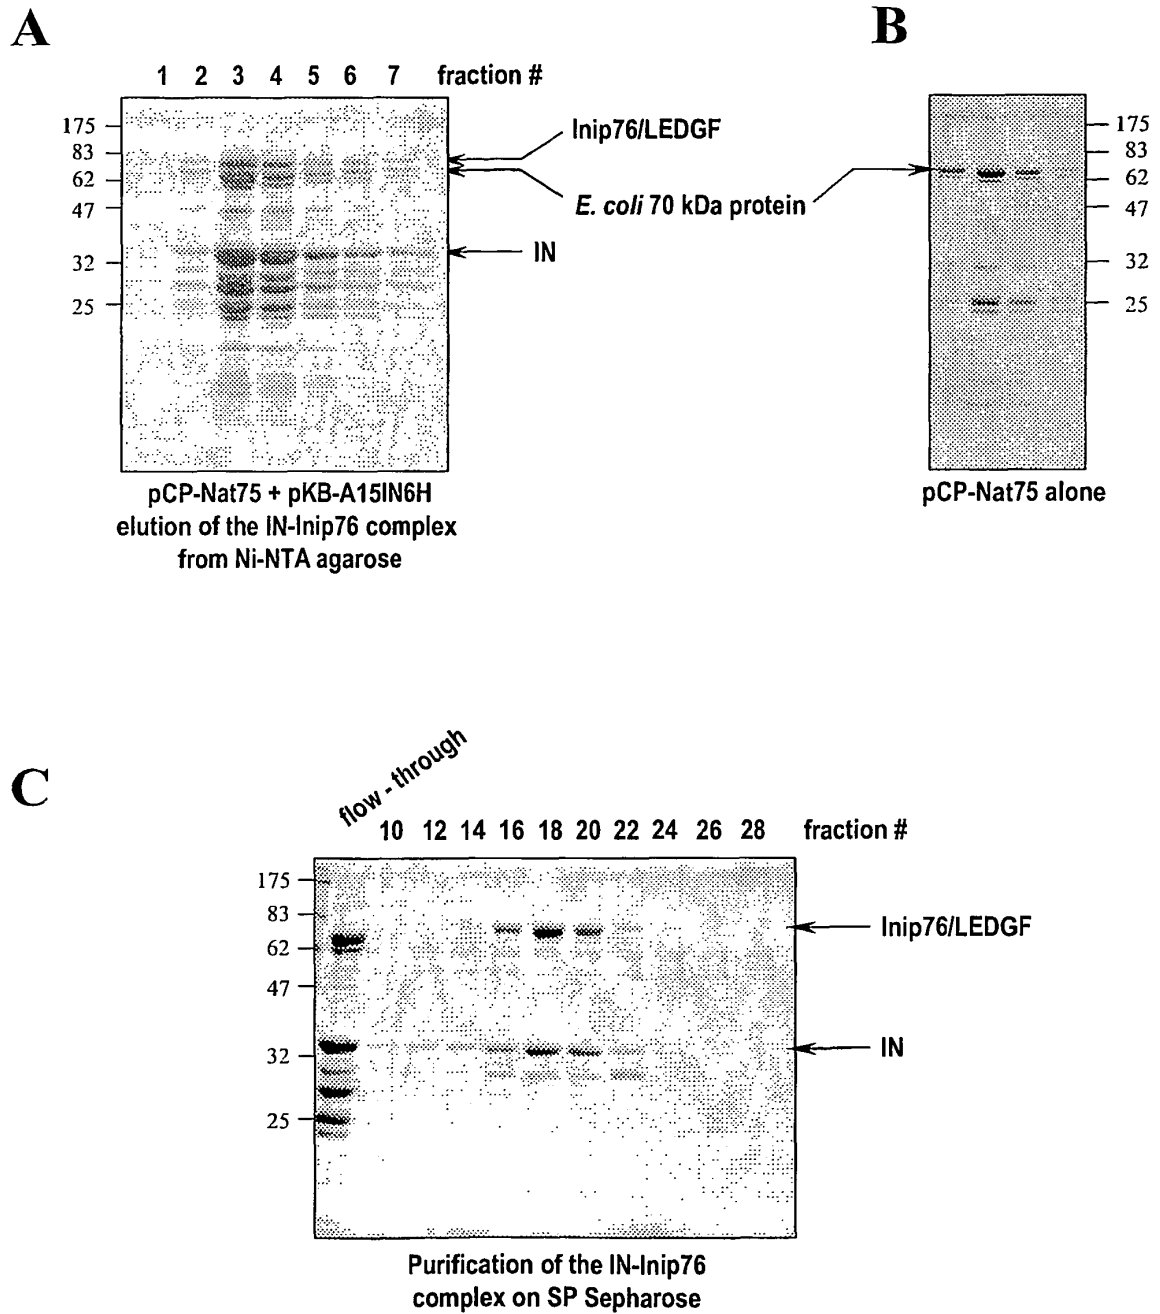 A
1 2 3 4 5 6 7 fraction #
175
83
62
47
32
25
Inip76/LEDGF
E. coli 70 kDa protein
IN
pCP-Nat75 + pKB-A15IN6H
elution of the IN-Inip76 complex
from Ni-NTA agarose
B
175
83
62
47
32
25
pCP-Nat75 alone
C
flow - through
10 12 14 16 18 20 22 24 26 28 fraction #
175
83
62
47
32
25
Inip76/LEDGF
IN
Purification of the IN-Inip76
complex on SP Sepharose